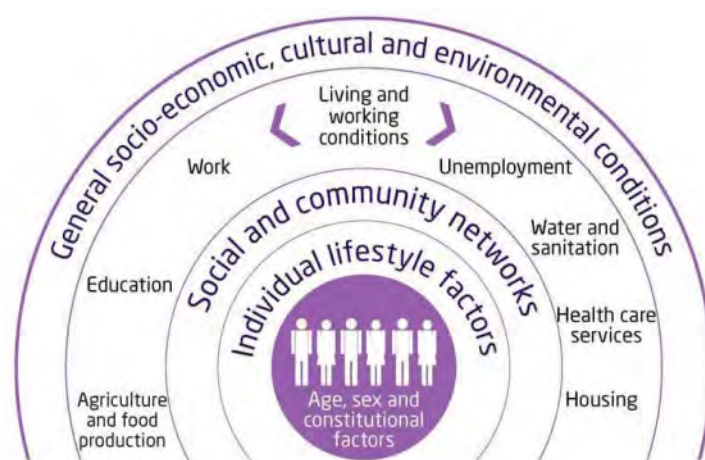 General socio-economic, cultural and environmental conditions
Living and
working
conditions
Work
Unemployment
Social and community networks
Water and
sanitation
Individual lifestyle factors
Education
Health care
services
Agriculture
and food
production
Housing
Age, sex and
constitutional
factors